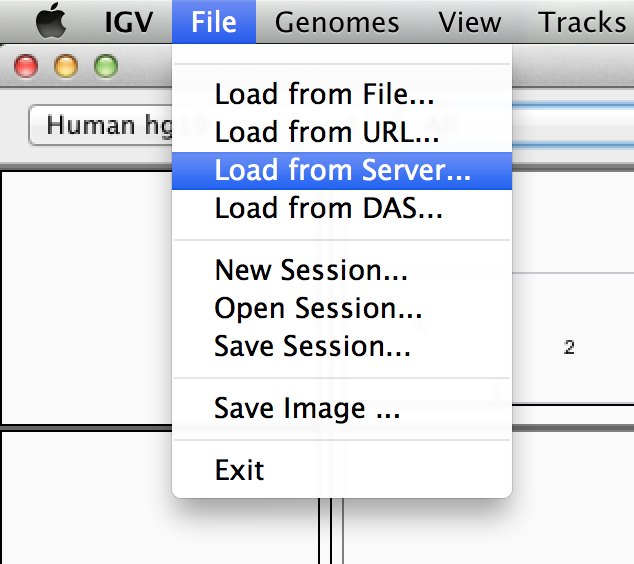 IGV File Genomes View Tracks
Human hg19
Load from File...
Load from URL...
Load from Server...
Load from DAS...
New Session...
Open Session...
Save Session...
2
Save Image ...
Exit